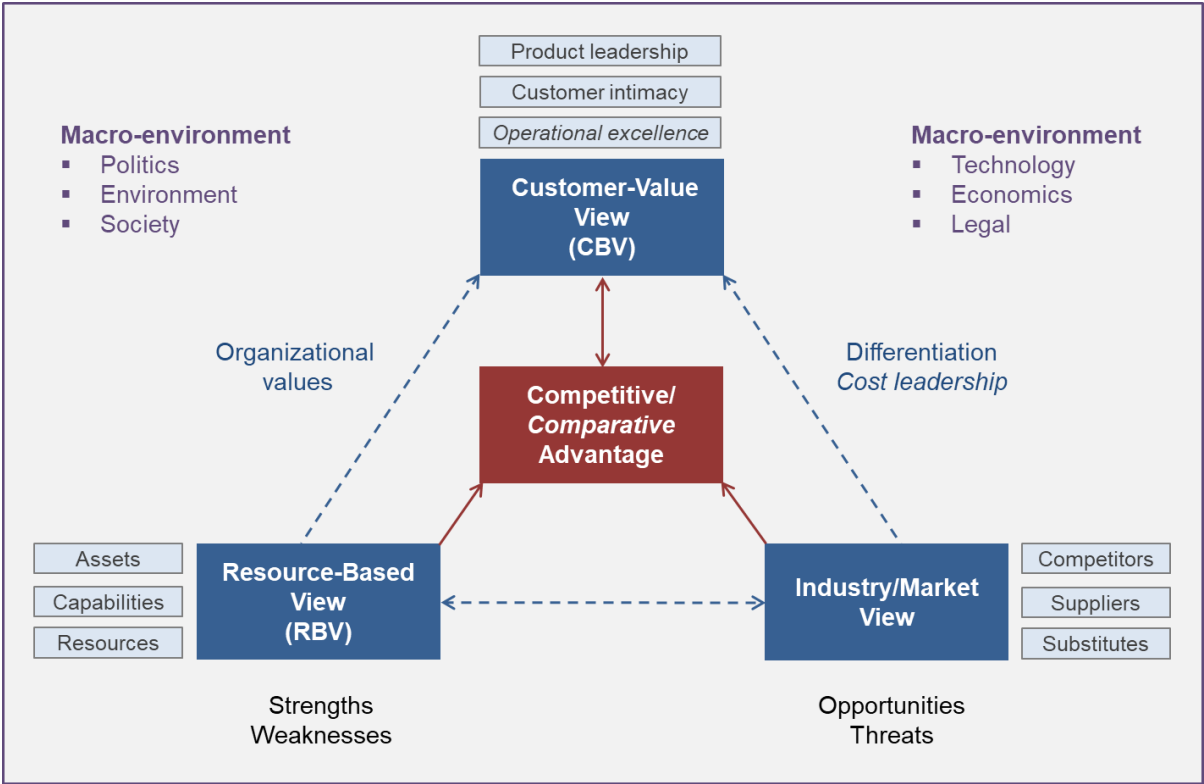 Product leadership
Customer intimacy
Operational excellence
Macro-environment
▪ Politics
▪ Environment
▪ Society
Macro-environment
▪ Technology
▪ Economics
▪ Legal
Customer-Value
View
(CBV)
Organizational
values
Differentiation
Cost leadership
Competitive/
Comparative
Advantage
Assets
Capabilities
Resources
Resource-Based
View
(RBV)
Industry/Market
View
Competitors
Suppliers
Substitutes
Strengths
Weaknesses
Opportunities
Threats